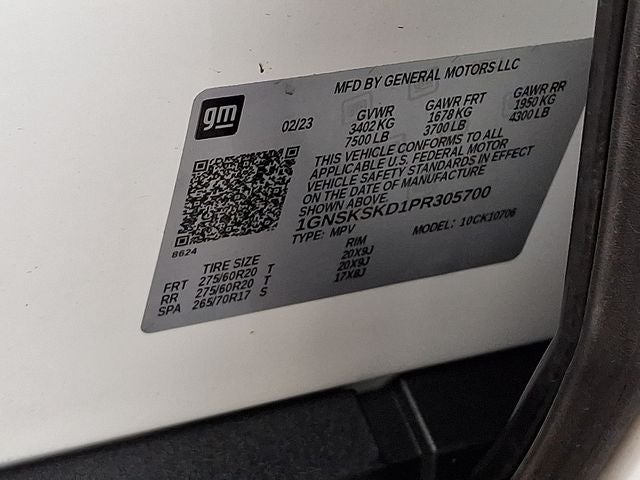 MFD BY GENERAL MOTORS LLC
gm
02/23
GVWR GAWR FRT GAWR RR
3402 KG 1678 KG 1950 KG
7500 LB 3700 LB 4300 LB
THIS VEHICLE CONFORMS TO ALL
APPLICABLE U.S. FEDERAL MOTOR
VEHICLE SAFETY STANDARDS IN EFFECT
ON THE DATE OF MANUFACTURE
SHOWN ABOVE.
1GNSKSKD1PR305700
TYPE: MPV MODEL: 10CK10706
8624
TIRE SIZE RIM
FRT 275/60R20 T 20X9J
RR 275/60R20 T 20X9J
SPA 265/70R17 S 17X8J